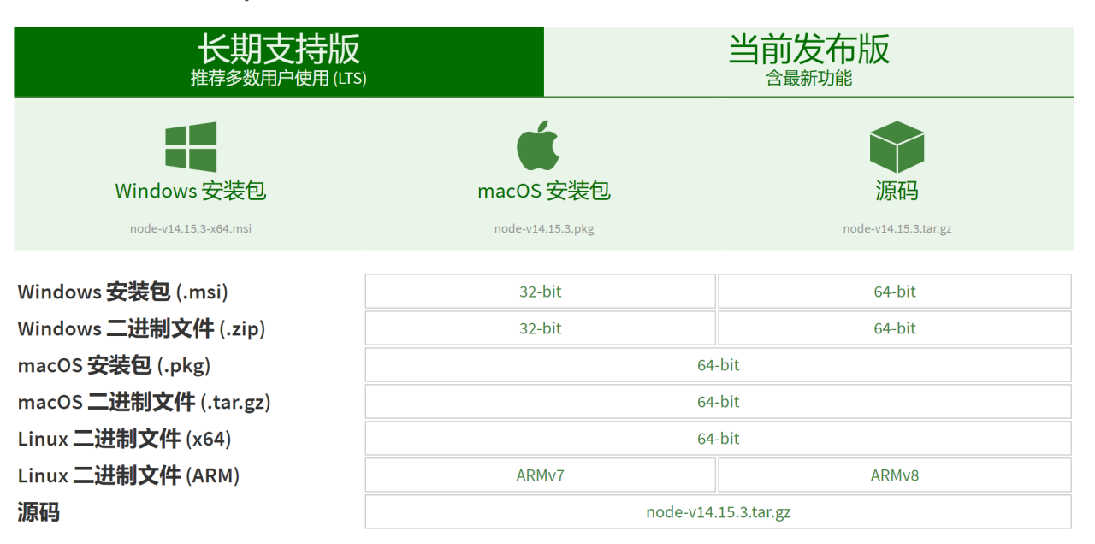 长期支持版
推荐多数用户使用 (LTS)
当前发布版
含最新功能
Windows 安装包
node-v14.15.3-x64.msi
macOS 安装包
node-v14.15.3.pkg
源码
node-v14.15.3.tar.gz
Windows 安装包 (.msi) 32-bit 64-bit
Windows 二进制文件 (.zip) 32-bit 64-bit
macOS 安装包 (.pkg) 64-bit
macOS 二进制文件 (.tar.gz) 64-bit
Linux 二进制文件 (x64) 64-bit
Linux 二进制文件 (ARM) ARMv7 ARMv8
源码 node-v14.15.3.tar.gz